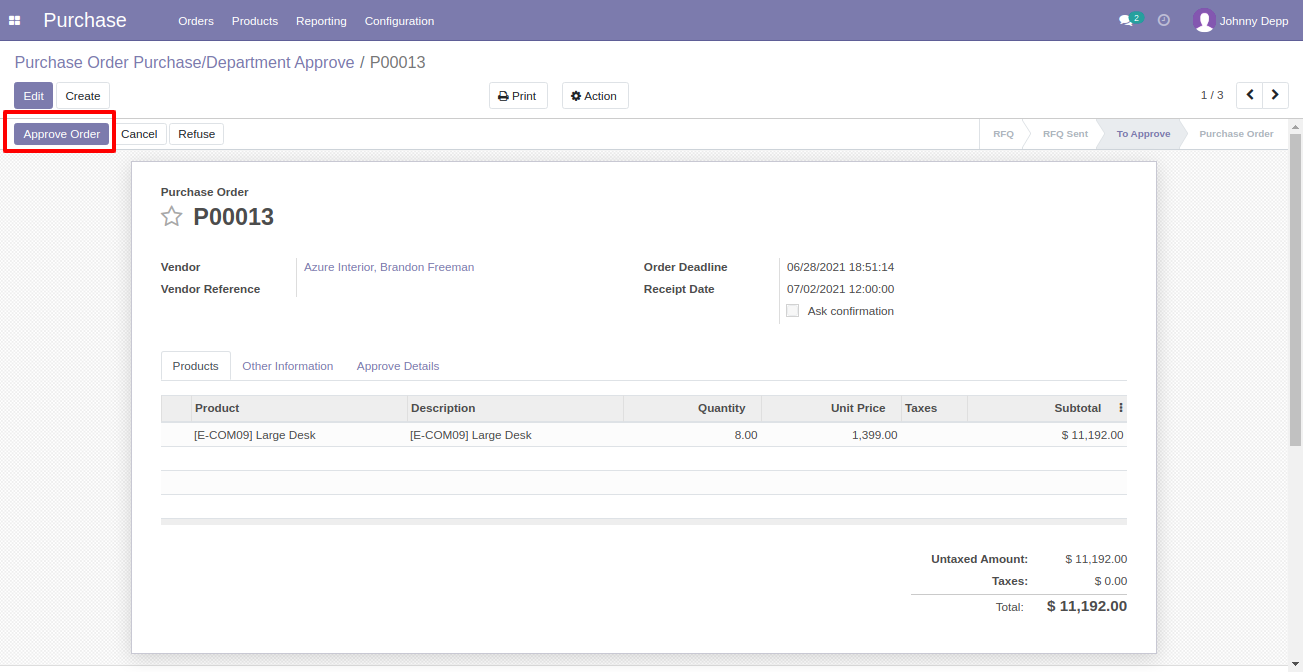 Purchase Orders Products Reporting Configuration 2 Johnny Depp
Purchase Order Purchase/Department Approve / P00013
Edit Create Print Action 1 / 3
Approve Order Cancel Refuse RFQ RFQ Sent To Approve Purchase Order
Purchase Order
P00013
Vendor Azure Interior, Brandon Freeman Order Deadline 06/28/2021 18:51:14
Vendor Reference Receipt Date 07/02/2021 12:00:00
Ask confirmation
Products Other Information Approve Details
Product Description Quantity Unit Price Taxes Subtotal
[E-COM09] Large Desk [E-COM09] Large Desk 8.00 1,399.00 $ 11,192.00
Untaxed Amount: $ 11,192.00
Taxes: $ 0.00
Total: $ 11,192.00